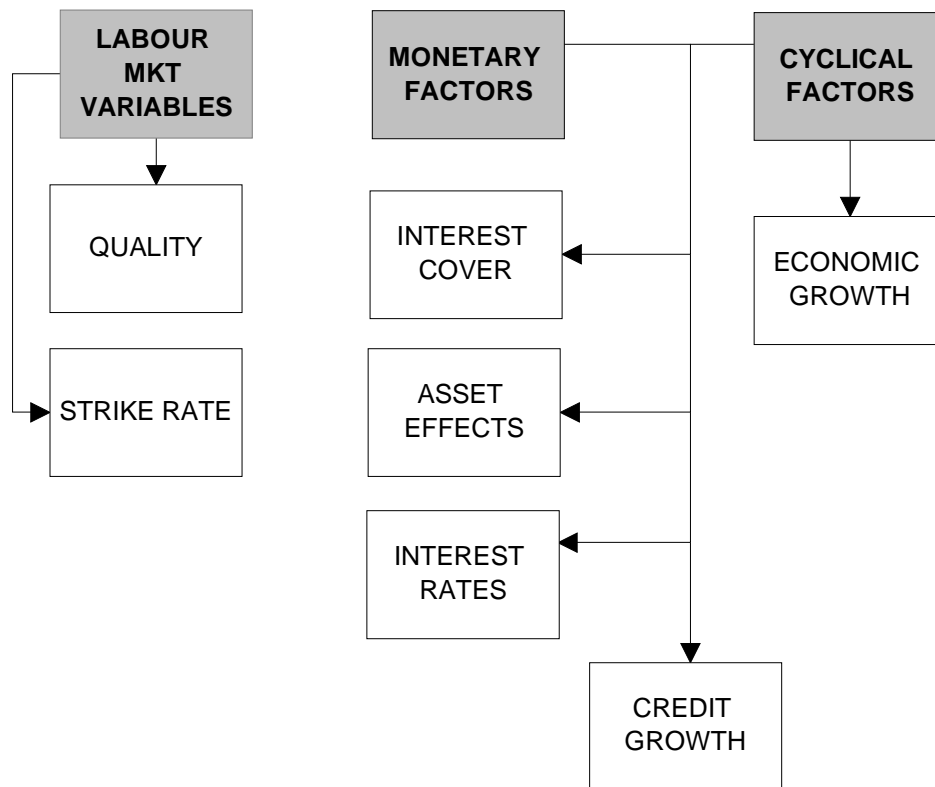 LABOUR
MKT
VARIABLES
MONETARY
FACTORS
CYCLICAL
FACTORS
QUALITY
INTEREST
COVER
ECONOMIC
GROWTH
STRIKE RATE
ASSET
EFFECTS
INTEREST
RATES
CREDIT
GROWTH